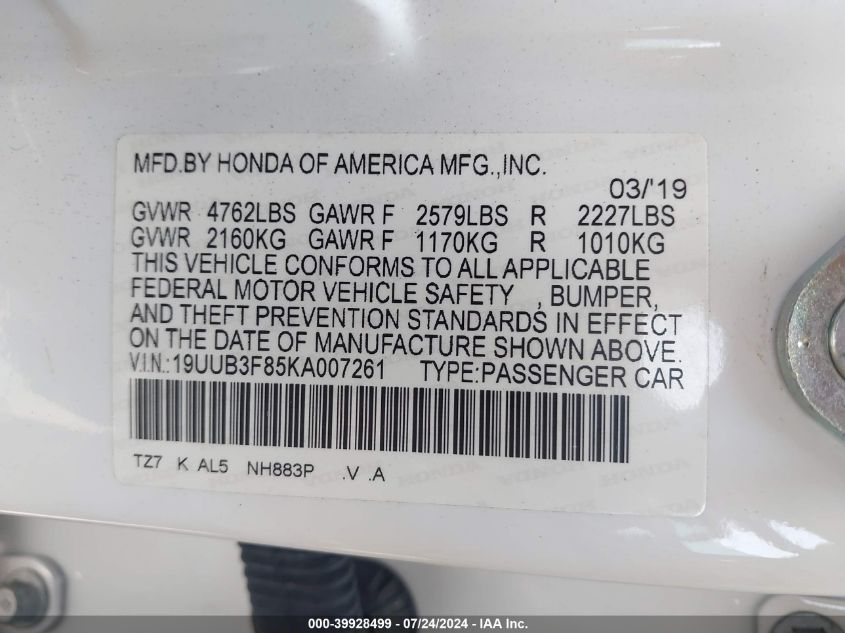 MFD.BY HONDA OF AMERICA MFG.,INC.
03/'19
GVWR 4762LBS GAWR F 2579LBS R 2227LBS
GVWR 2160KG GAWR F 1170KG R 1010KG
THIS VEHICLE CONFORMS TO ALL APPLICABLE
FEDERAL MOTOR VEHICLE SAFETY , BUMPER,
AND THEFT PREVENTION STANDARDS IN EFFECT
ON THE DATE OF MANUFACTURE SHOWN ABOVE.
V.I.N.:19UUB3F85KA007261 TYPE:PASSENGER CAR
TZ7 K AL5 NH883P .V .A
000-39928499 - 07/24/2024 - IAA Inc.